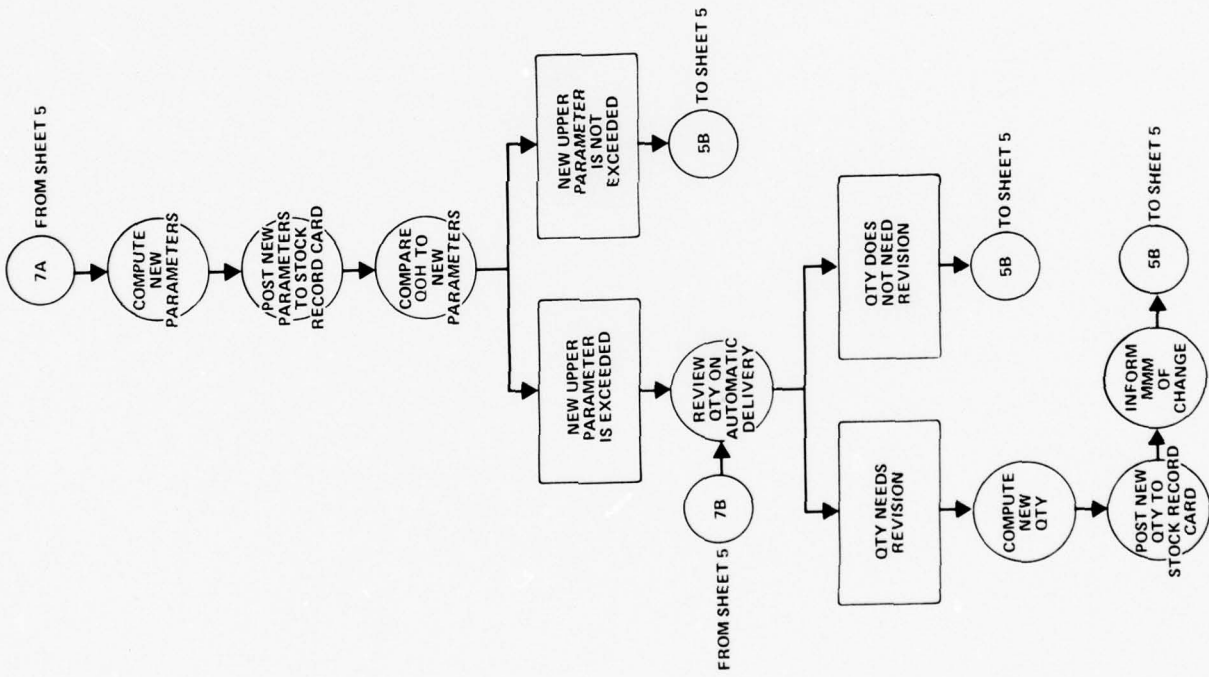 FROM SHEET 5
7A
COMPUTE
NEW
PARAMETERS
POST NEW
PARAMETERS
TO STOCK
RECORD CARD
COMPARE
QOH TO
NEW
PARAMETERS
NEW UPPER
PARAMETER
IS EXCEEDED
NEW UPPER
PARAMETER
IS NOT
EXCEEDED
5B
TO SHEET 5
FROM SHEET 5
7B
REVIEW
QTY ON
AUTOMATIC
DELIVERY
QTY NEEDS
REVISION
QTY DOES
NOT NEED
REVISION
5B
TO SHEET 5
COMPUTE
NEW
QTY
POST NEW
QTY TO
STOCK RECORD
CARD
INFORM
MMM
OF
CHANGE
5B
TO SHEET 5